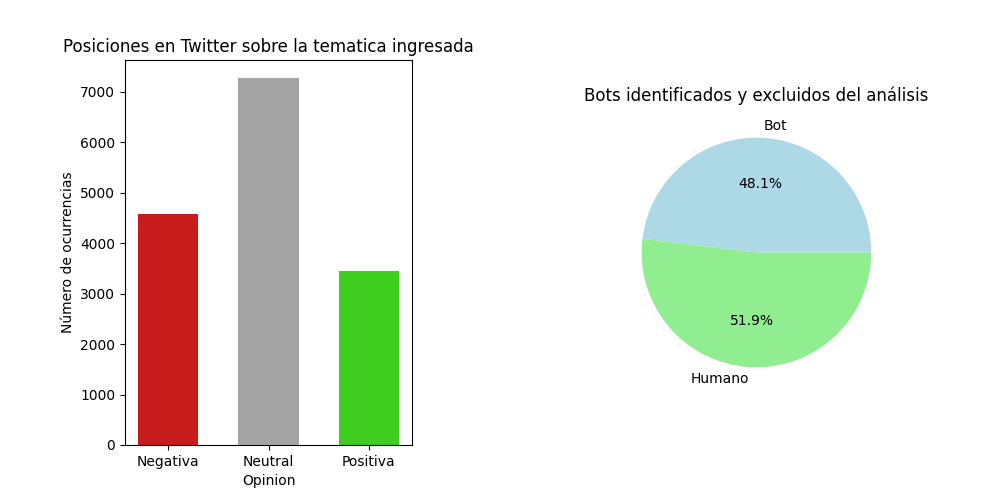 Posiciones en Twitter sobre la tematica ingresada
Número de ocurrencias
7000
6000
5000
4000
3000
2000
1000
0
Negativa
Neutral
Positiva
Opinion
Bots identificados y excluidos del análisis
Bot
48.1%
51.9%
Humano